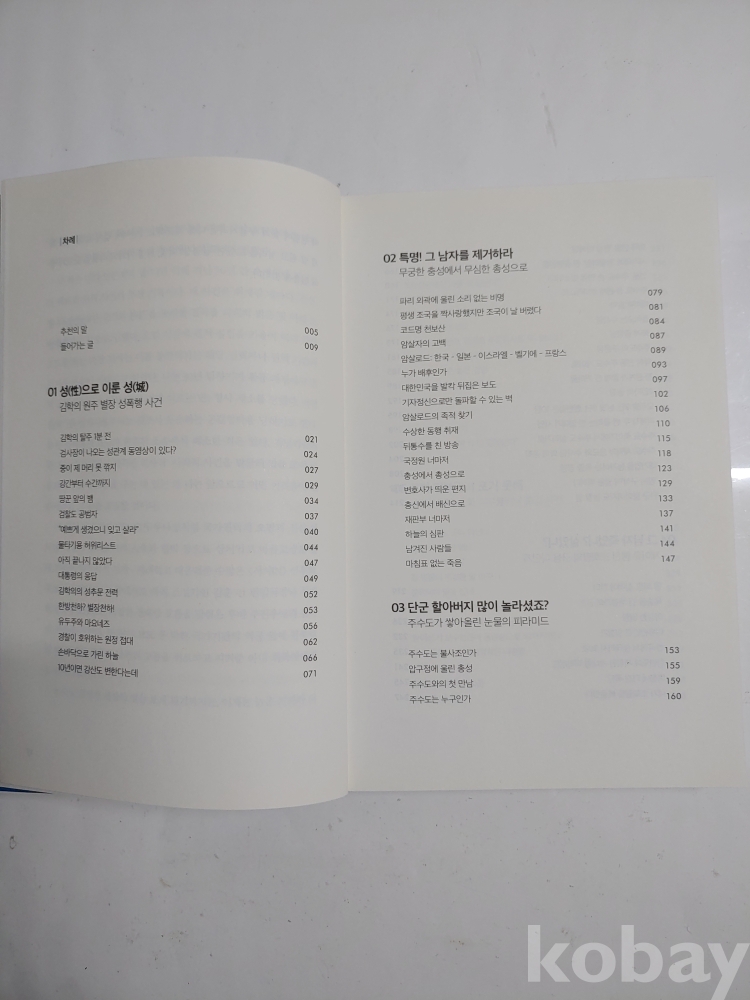 [차례]
추천의 말 005
들어가는 글 009
01 성(性)으로 이룬 성(城)
김학의 원주 별장 성폭행 사건
김학의 탈주 1분 전 021
검사장이 나오는 성관계 동영상이 있다? 024
중이 제 머리 못 깎지 027
강간부터 수간까지 029
땅꾼 앞의 뱀 034
검찰도 공범자 037
"예쁘게 생겼으니 잊고 살라" 040
물타기용 허위리스트 044
아직 끝나지 않았다 047
대통령의 응답 049
김학의의 성추문 전력 052
한방천하? 별장천하! 053
유두주와 마요네즈 056
경찰이 호위하는 원정 접대 062
손바닥으로 가린 하늘 066
10년이면 강산도 변한다는데 071
02 특명! 그 남자를 제거하라
무궁한 충성에서 무심한 총성으로
파리 외곽에 울린 소리 없는 비명 079
평생 조국을 짝사랑했지만 조국이 날 버렸다 081
코드명 천보산 084
암살자의 고백 087
암살로드: 한국 - 일본 - 이스라엘 - 벨기에 - 프랑스 089
누가 배후인가 093
대한민국을 발칵 뒤집은 보도 097
기자정신으로만 돌파할 수 있는 벽 102
암살로드의 족적 찾기 106
수상한 동행 취재 110
뒤통수를 친 방송 115
국정원 너마저 118
충성에서 총성으로 123
변호사가 띄운 편지 129
충신에서 배신으로 133
재판부 너마저 137
하늘의 심판 141
남겨진 사람들 144
마침표 없는 죽음 147
03 단군 할아버지 많이 놀라셨죠?
주수도가 쌓아올린 눈물의 피라미드
주수도는 불사조인가 153
압구정에 울린 총성 155
주수도와의 첫 만남 159
주수도는 누구인가 160
kobay